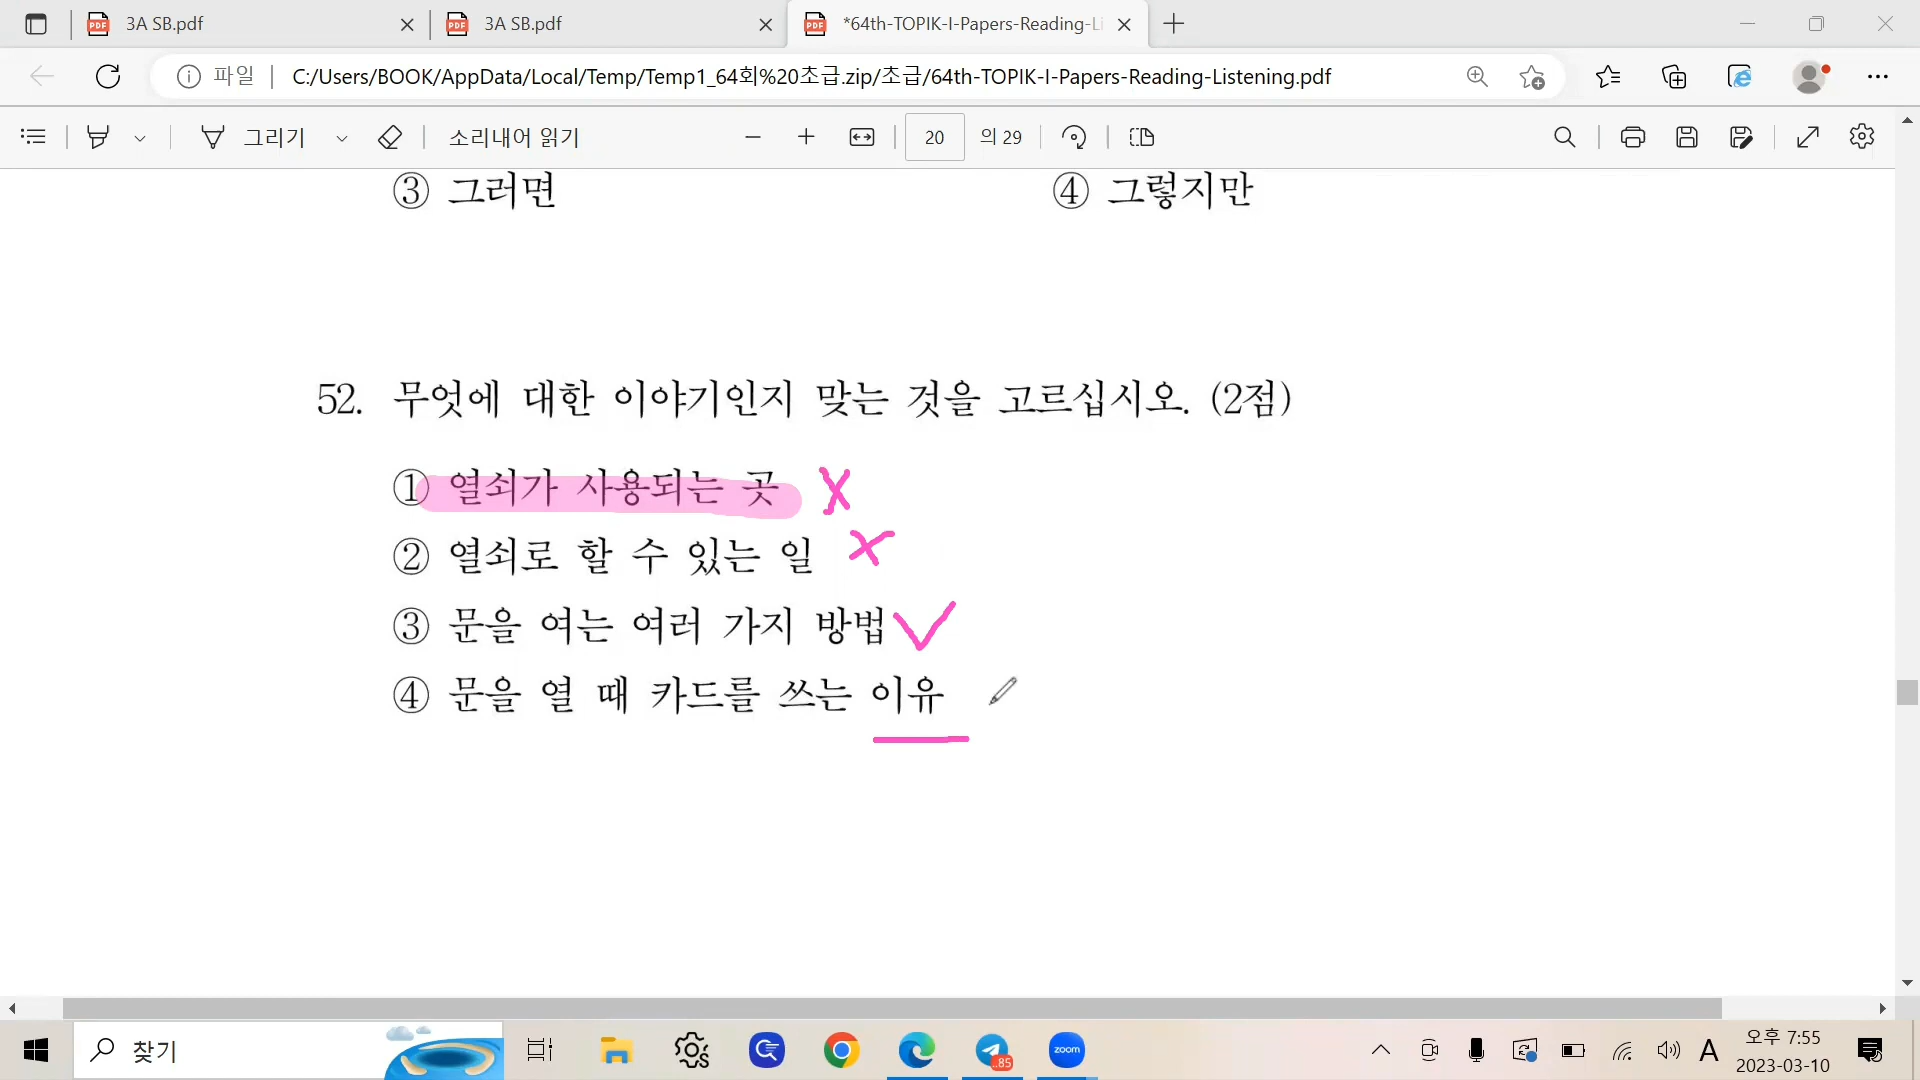 3A SB.pdf
3A SB.pdf
*64th-TOPIK-I-Papers-Reading-Li
파일
C:/Users/BOOK/AppData/Local/Temp/Temp1_64회%20초급.zip/초급/64th-TOPIK-I-Papers-Reading-Listening.pdf
그리기
소리내어 읽기
20 의 29
③ 그러면 ④ 그렇지만
52. 무엇에 대한 이야기인지 맞는 것을 고르십시오. (2점)
① 열쇠가 사용되는 곳 X
② 열쇠로 할 수 있는 일 X
③ 문을 여는 여러 가지 방법 ✓
④ 문을 열 때 카드를 쓰는 이유
찾기
..85
zoom
A
오후 7:55
2023-03-10